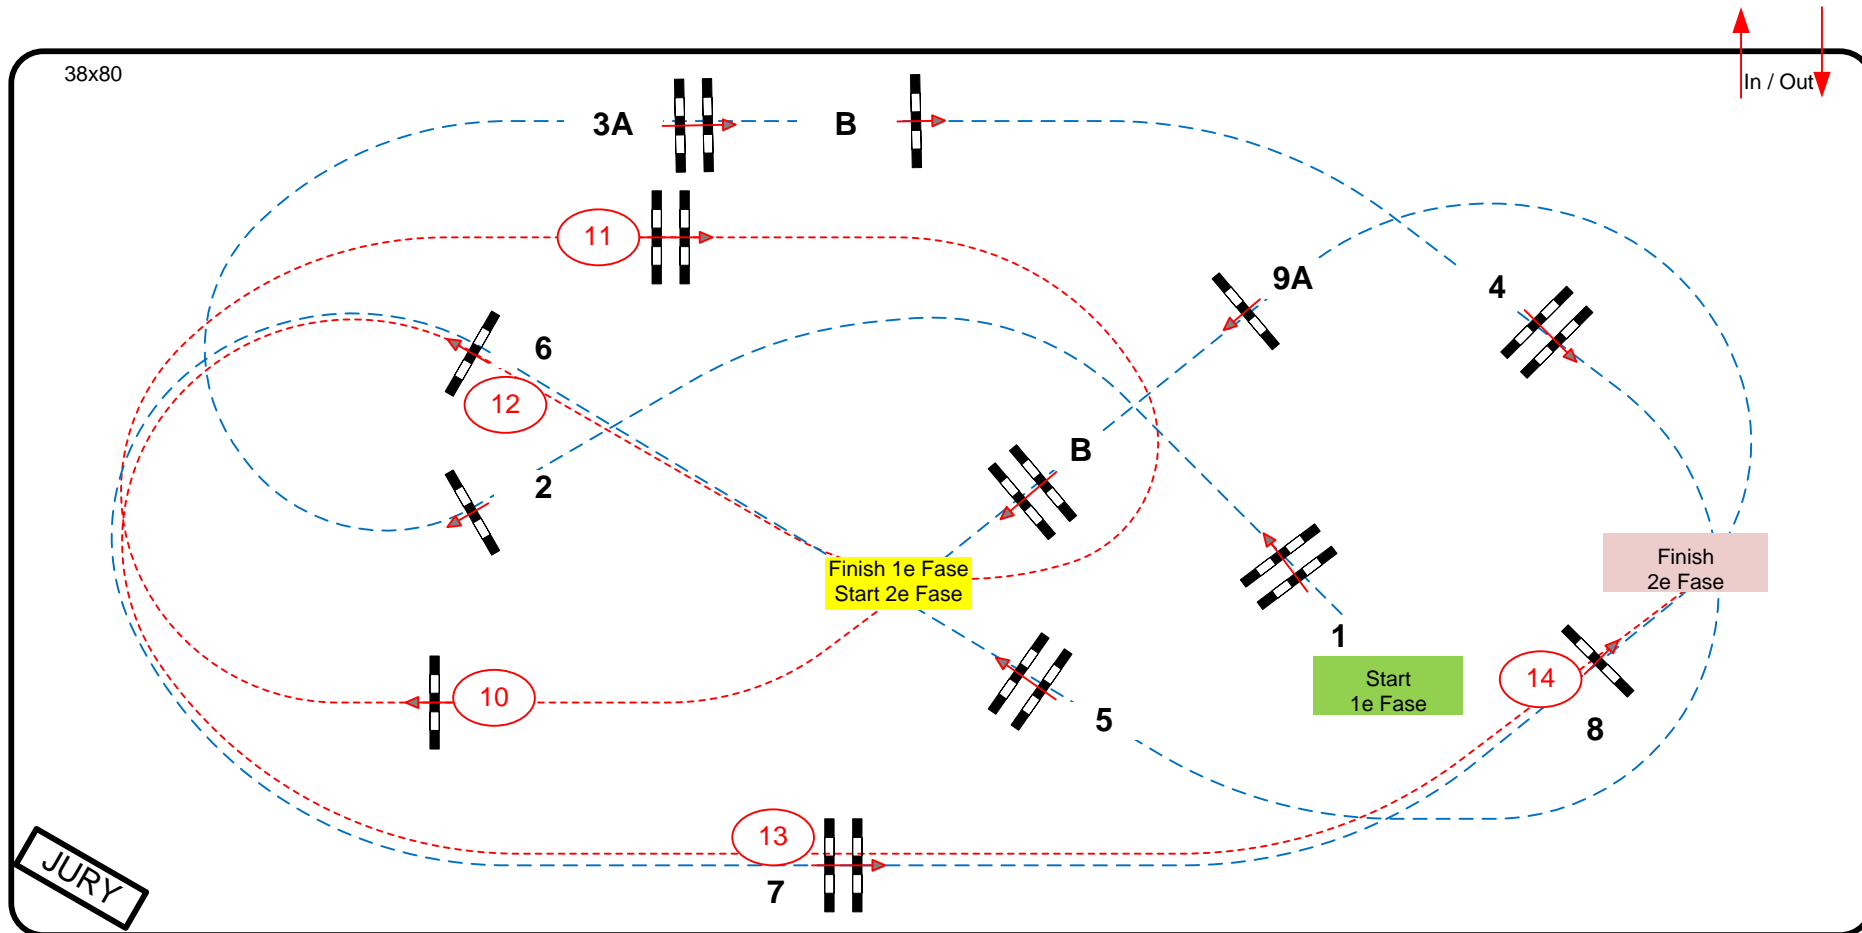 38x80
In / Out
3A
B
11
9A
4
6
12
B
2
Finish 1e Fase
Start 2e Fase
Finish
2e Fase
1
Start
1e Fase
14
10
5
8
13
7
JURY